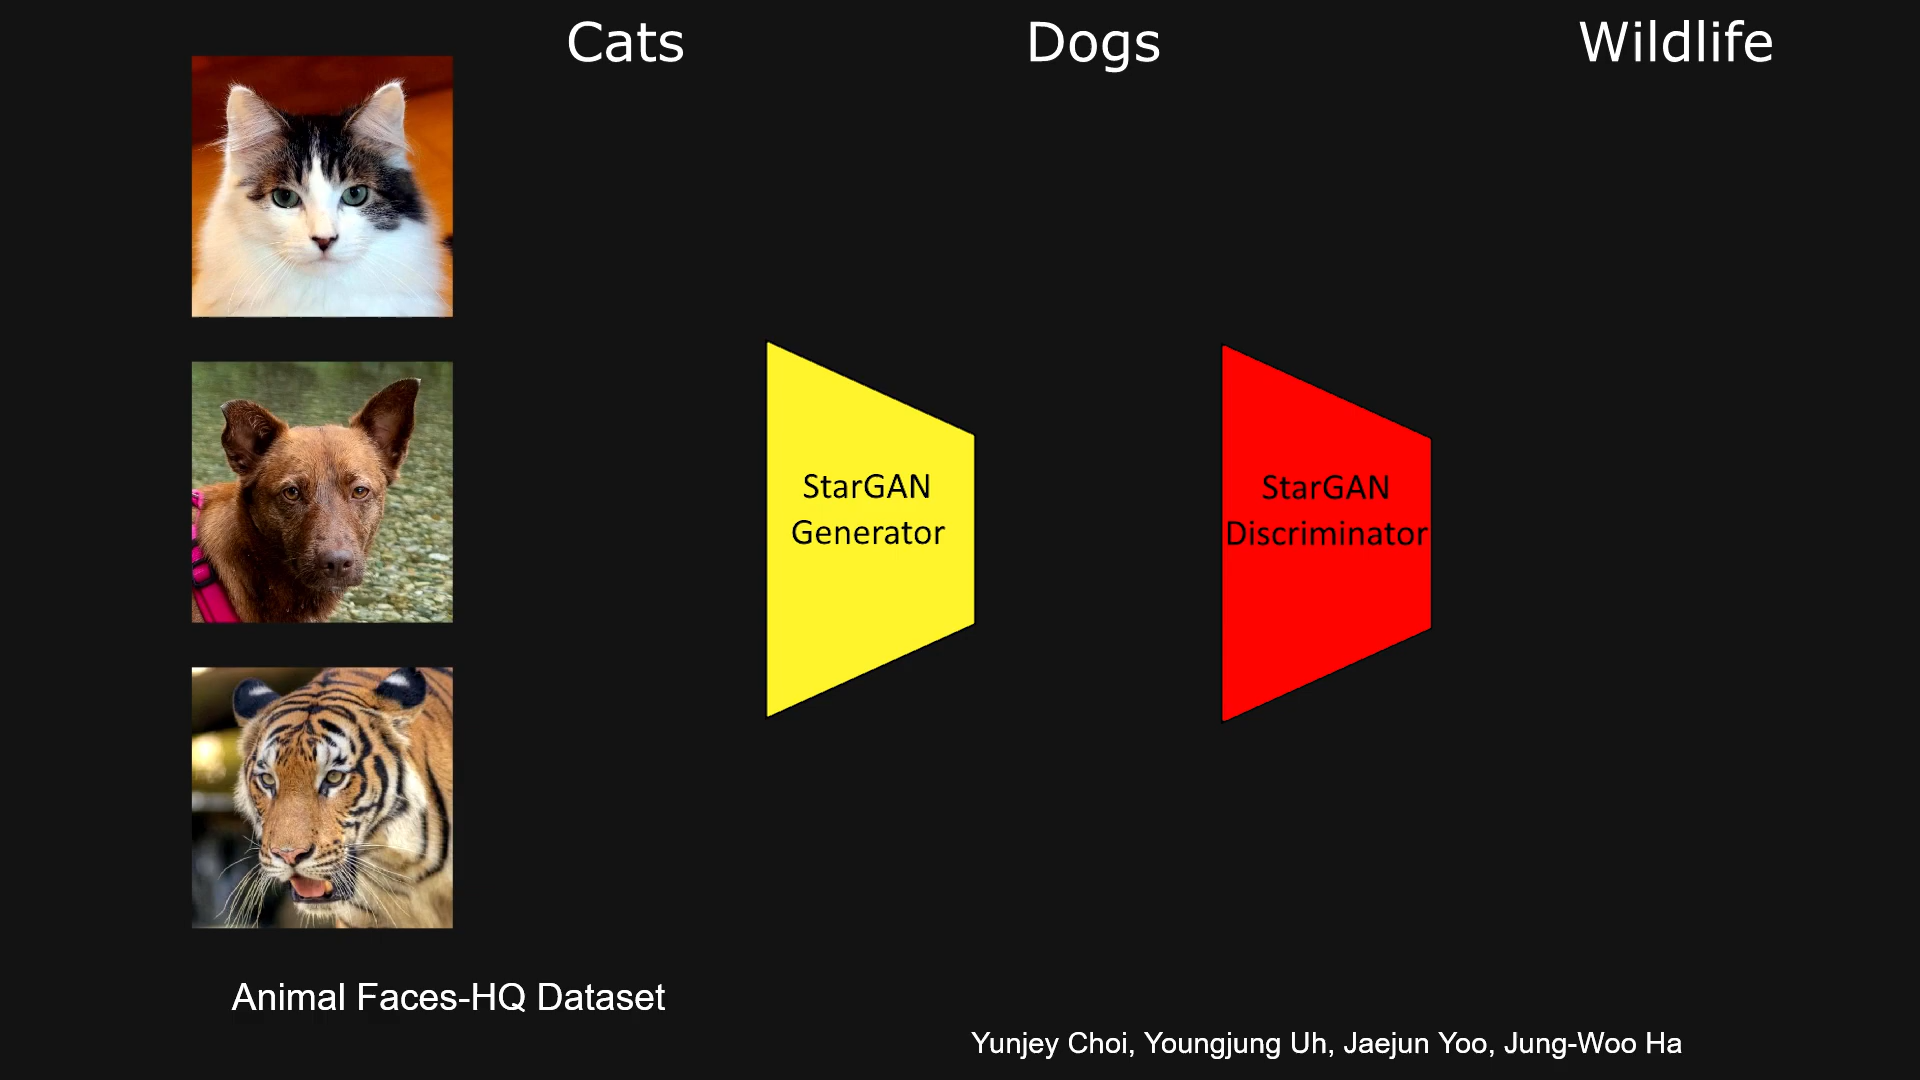 Cats
Dogs
Wildlife
StarGAN
Generator
StarGAN
Discriminator
Animal Faces-HQ Dataset
Yunjey Choi, Youngjung Uh, Jaejun Yoo, Jung-Woo Ha